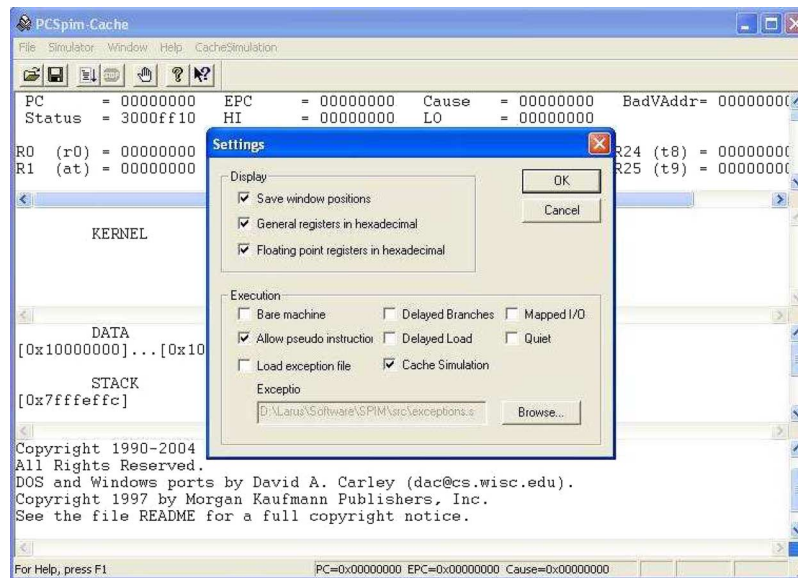 PCSpim-Cache
File Simulator Window Help CacheSimulation
PC = 00000000 EPC = 00000000 Cause = 00000000 BadVAddr= 0000000
Status = 3000ff10 HI = 00000000 LO = 00000000
R0 (r0) = 00000000 R24 (t8) = 0000000
R1 (at) = 00000000 R25 (t9) = 0000000
Settings
Display
Save window positions
General registers in hexadecimal
Floating point registers in hexadecimal
OK
Cancel
Execution
Bare machine Delayed Branches Mapped I/O
Allow pseudo instruction Delayed Load Quiet
Load exception file Cache Simulation
Exceptio
D:\Larus\Software\SPIM\src\exceptions.s Browse...
KERNEL
DATA
[0x10000000]...[0x10
STACK
[0x7fffeffc]
Copyright 1990-2004
All Rights Reserved.
DOS and Windows ports by David A. Carley (dac@cs.wisc.edu).
Copyright 1997 by Morgan Kaufmann Publishers, Inc.
See the file README for a full copyright notice.
For Help, press F1 PC=0x00000000 EPC=0x00000000 Cause=0x00000000